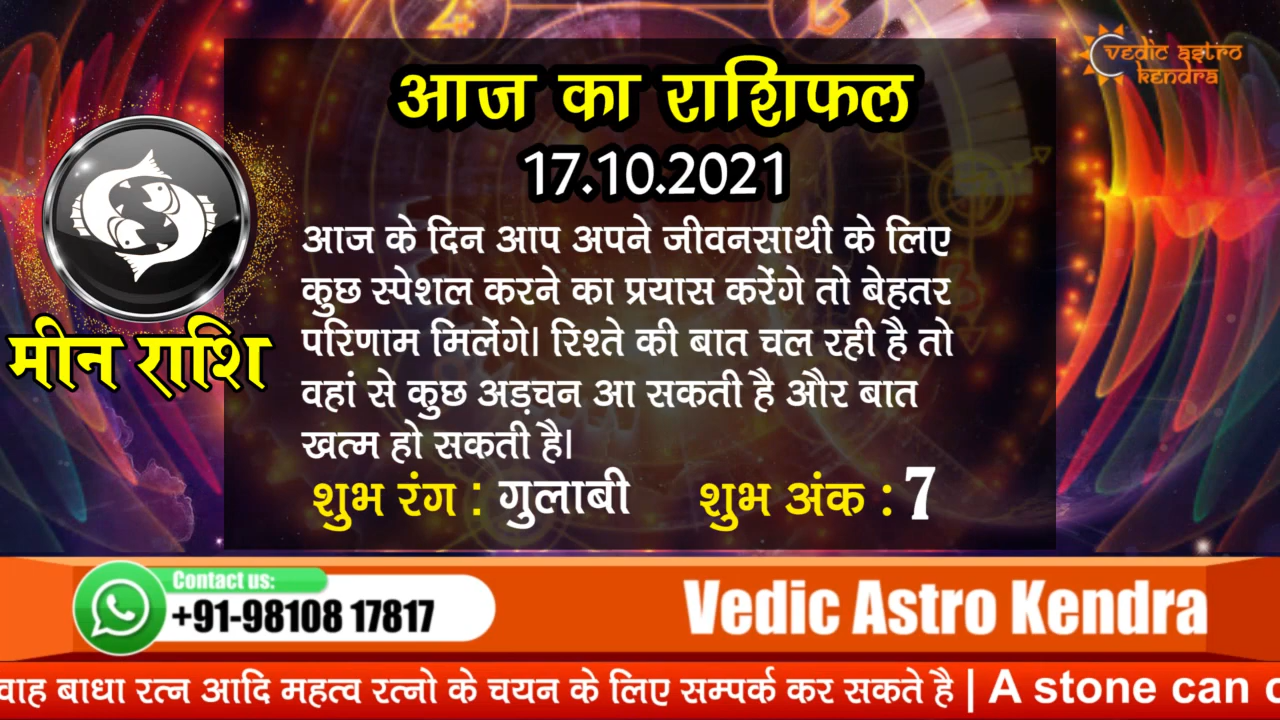 vedic astro
kendra
आज का राशिफल
17.10.2021
आज के दिन आप अपने जीवनसाथी के लिए
कुछ स्पेशल करने का प्रयास करेंगे तो बेहतर
परिणाम मिलेंगे। रिश्ते की बात चल रही है तो
वहां से कुछ अड़चन आ सकती है और बात
खत्म हो सकती है।
मीन राशि
शुभ रंग : गुलाबी शुभ अंक : 7
Contact us:
+91-98108 17817
Vedic Astro Kendra
वाह बाधा रत्न आदि महत्व रत्नो के चयन के लिए सम्पर्क कर सकते है | A stone can